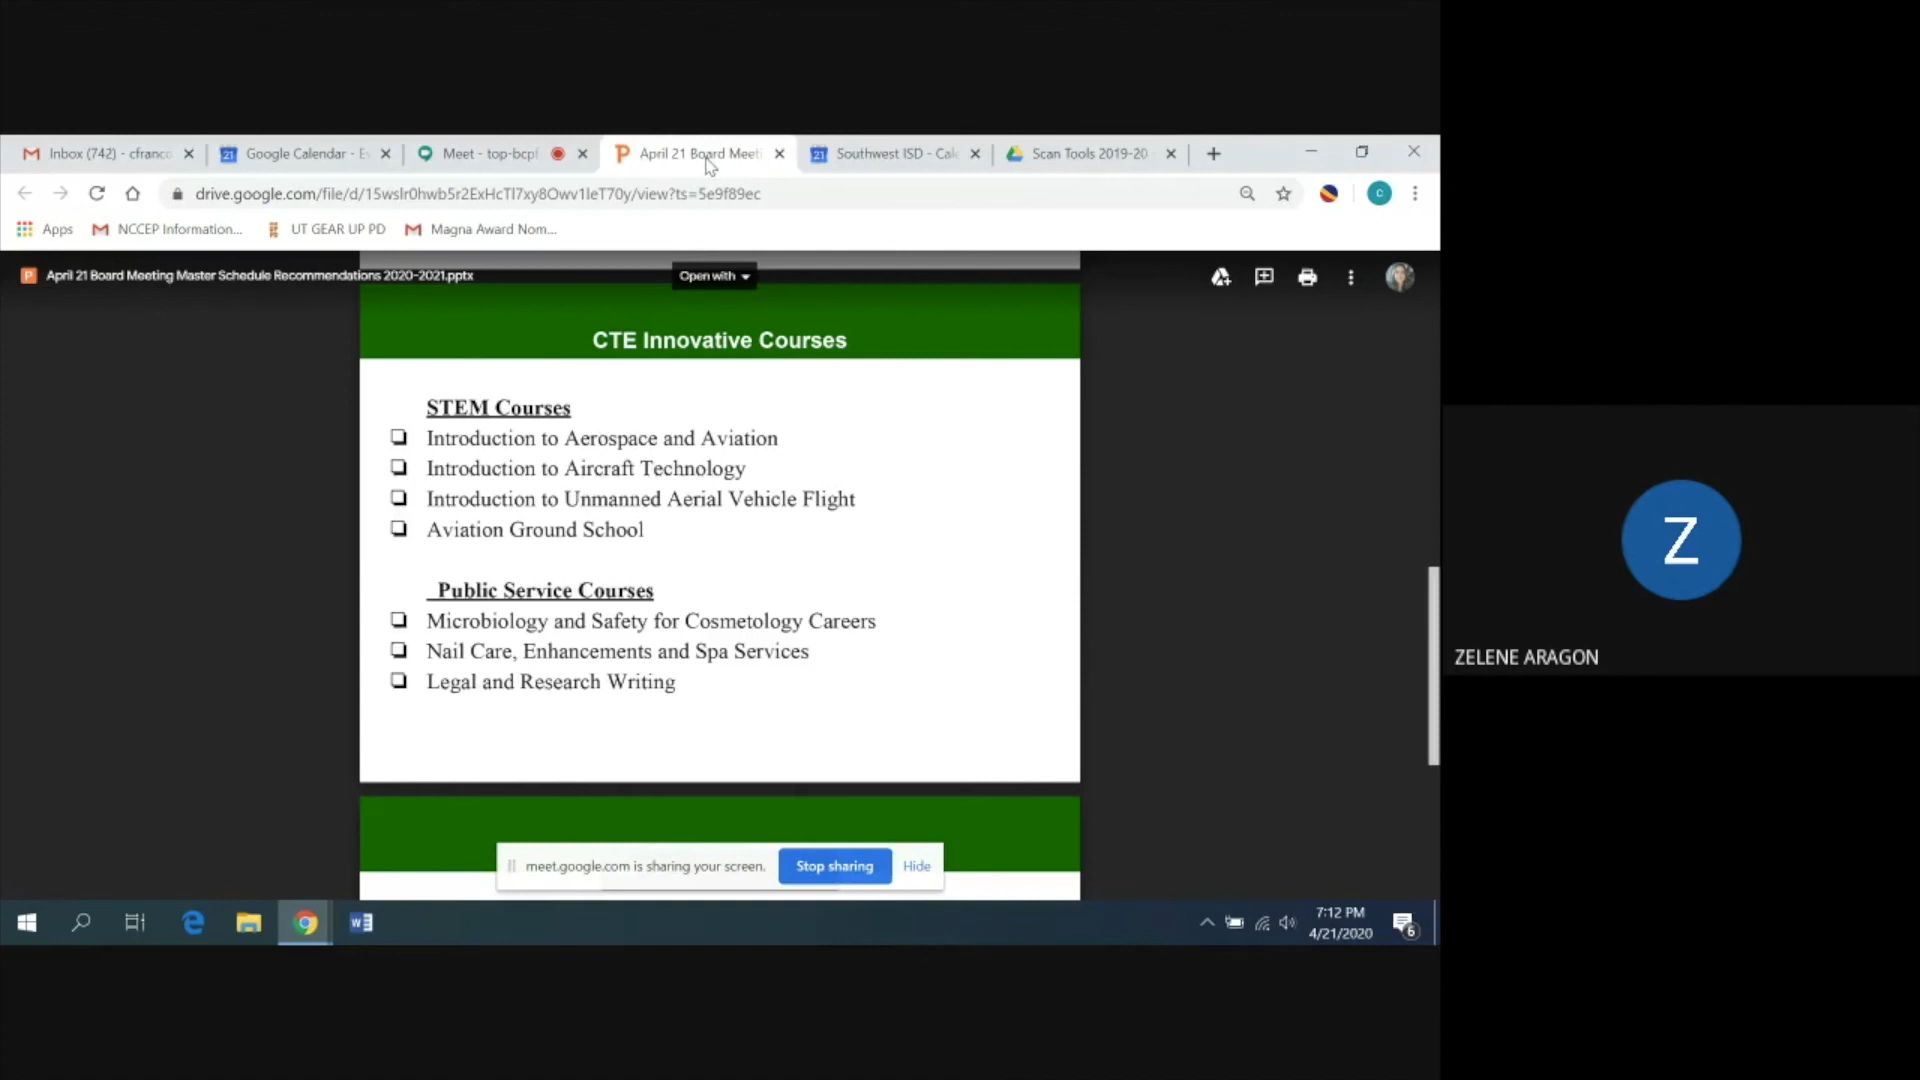 Inbox (742) - cfranco
Google Calendar - Ev
Meet - top-bcpf
April 21 Board Meeti
Southwest ISD - Cale
Scan Tools 2019-20
drive.google.com/file/d/15wslr0hwb5r2ExHcTl7xy8Owv1leT70y/view?ts=5e9f89ec
C
Apps
NCCEP Information...
UT GEAR UP PD
Magna Award Nom...
April 21 Board Meeting Master Schedule Recommendations 2020-2021.pptx
Open with
CTE Innovative Courses
STEM Courses
Introduction to Aerospace and Aviation
Introduction to Aircraft Technology
Introduction to Unmanned Aerial Vehicle Flight
Aviation Ground School
Public Service Courses
Microbiology and Safety for Cosmetology Careers
Nail Care, Enhancements and Spa Services
Legal and Research Writing
Z
ZELENE ARAGON
meet.google.com is sharing your screen.
Stop sharing
Hide
7:12 PM
4/21/2020
6